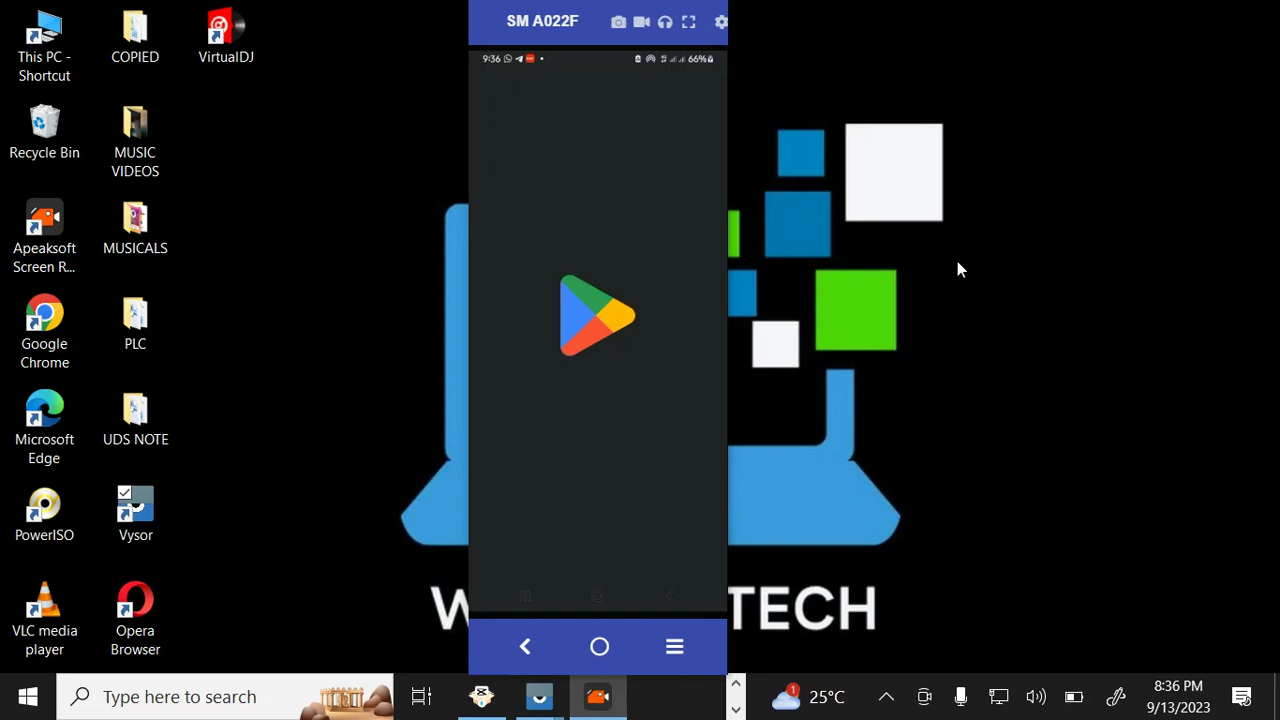 This PC -
Shortcut
COPIED
VirtualDJ
Recycle Bin
MUSIC
VIDEOS
Apeaksoft
Screen R...
MUSICALS
Google
Chrome
PLC
Microsoft
Edge
UDS NOTE
PowerISO
Vysor
VLC media
player
Opera
Browser
SM A022F
9:36
66%
TECH
Type here to search
1
25°C
8:36 PM
9/13/2023